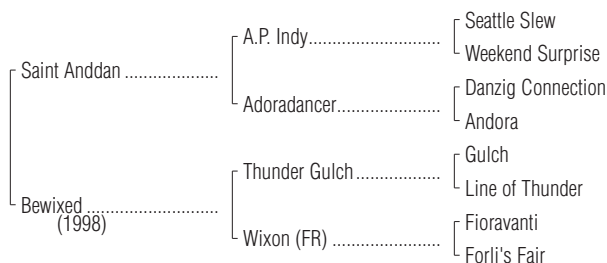 Seattle Slew
A.P. Indy
Weekend Surprise
Saint Anddan
Danzig Connection
Adoradancer
Andora
Gulch
Thunder Gulch
Line of Thunder
Bewixed
(1998)
Fioravanti
Wixon (FR)
Forli's Fair